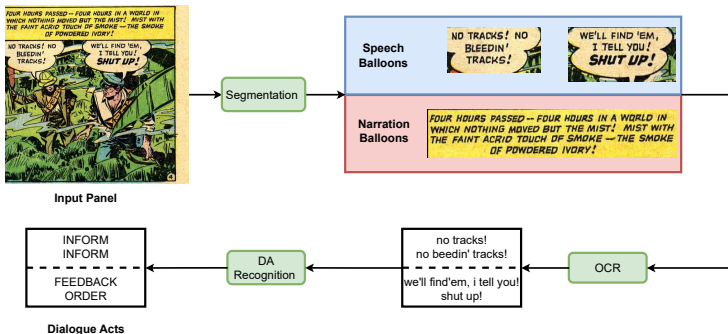 FOUR HOURS PASSED -- FOUR HOURS IN A WORLD IN
WHICH NOTHING MOVED BUT THE MIST! MIST WITH
THE FAINT ACRID TOUCH OF SMOKE -- THE SMOKE
OF POWDERED IVORY!
NO TRACKS! NO
BLEEDIN'
TRACKS!
WE'LL FIND 'EM,
I TELL YOU!
SHUT UP!
4
Input Panel
Segmentation
Speech
Balloons
NO TRACKS! NO
BLEEDIN'
TRACKS!
WE'LL FIND 'EM,
I TELL YOU!
SHUT UP!
Narration
Balloons
FOUR HOURS PASSED -- FOUR HOURS IN A WORLD IN
WHICH NOTHING MOVED BUT THE MIST! MIST WITH
THE FAINT ACRID TOUCH OF SMOKE -- THE SMOKE
OF POWDERED IVORY!
INFORM
INFORM
FEEDBACK
ORDER
Dialogue Acts
DA
Recognition
no tracks!
no beedin' tracks!
we'll find'em, i tell you!
shut up!
OCR